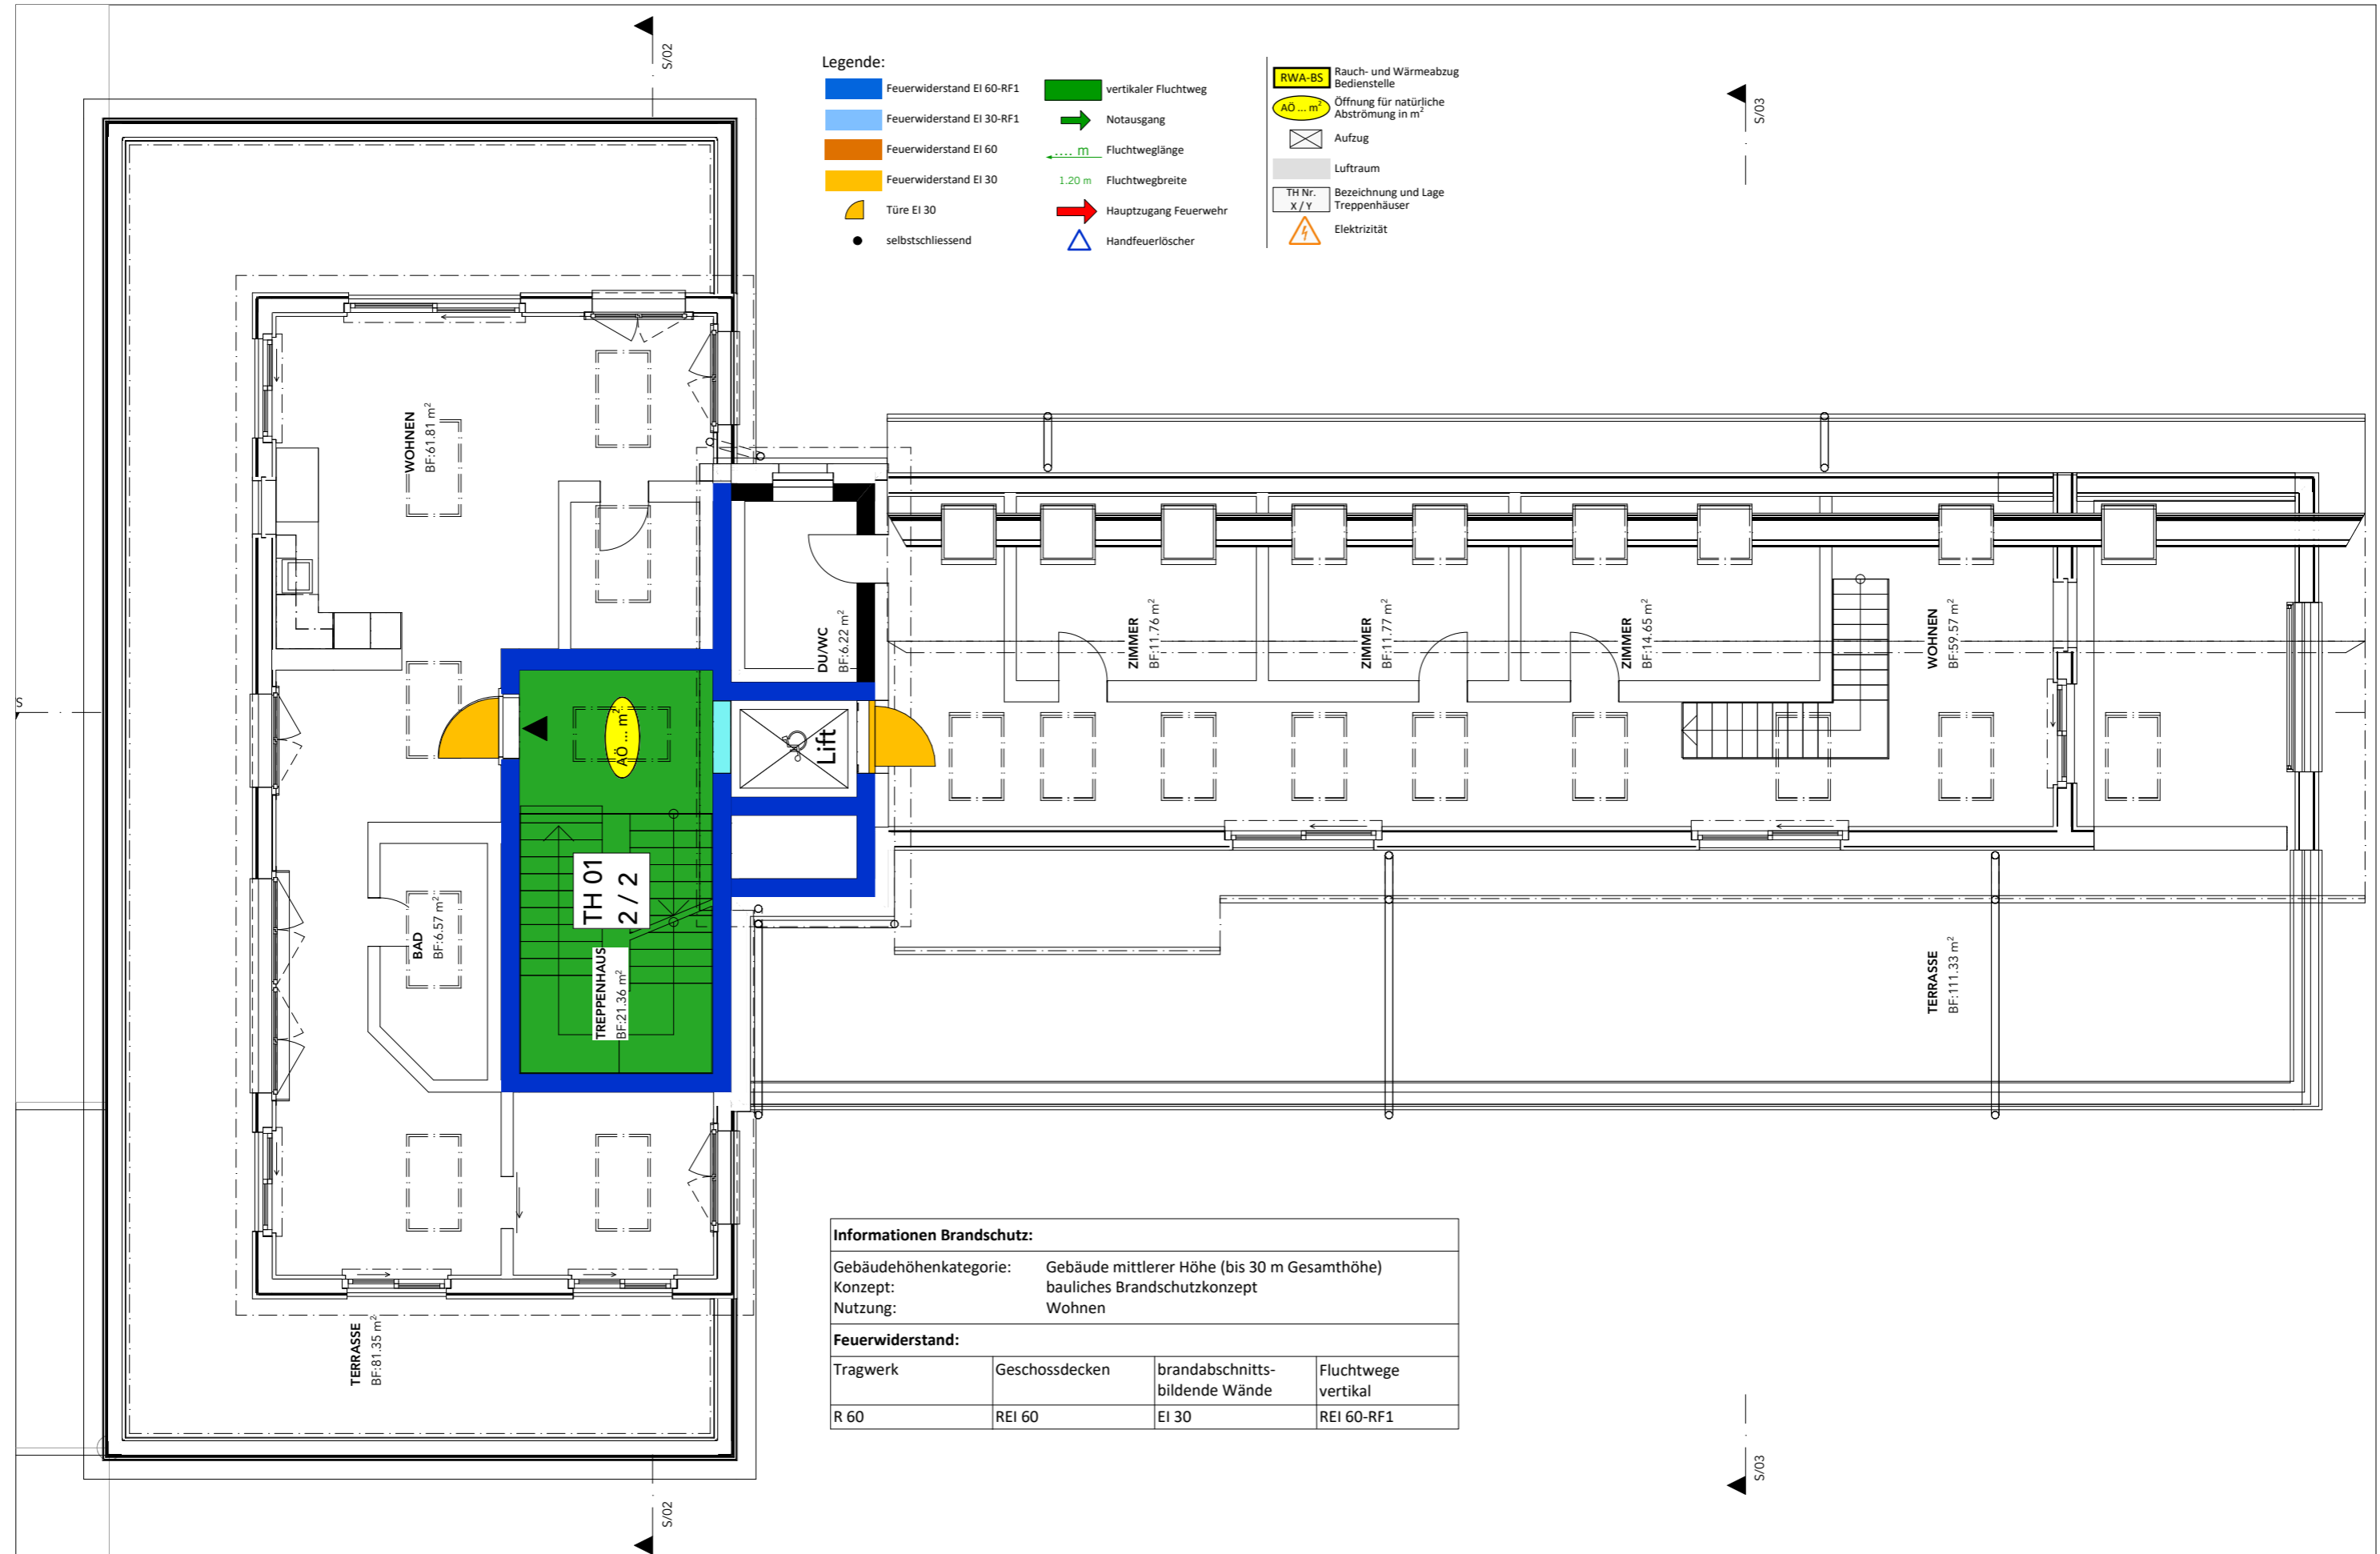 S/02
S/03
Legende:
Feuerwiderstand EI 60-RF1
Feuerwiderstand EI 30-RF1
Feuerwiderstand EI 60
Feuerwiderstand EI 30
Türe EI 30
selbstschliessend
vertikaler Fluchtweg
Notausgang
.... m Fluchtweglänge
1.20 m Fluchtwegbreite
Hauptzugang Feuerwehr
Handfeuerlöscher
RWA-BS Rauch- und Wärmeabzug
Bedienstelle
AÖ ... m² Öffnung für natürliche
Abströmung in m²
Aufzug
Luftraum
TH Nr. Bezeichnung und Lage
X / Y Treppenhäuser
Elektrizität
WOHNEN
BF:61.81 m²
DU/WC
BF:6.22 m²
ZIMMER
BF:11.76 m²
ZIMMER
BF:11.77 m²
ZIMMER
BF:14.65 m²
WOHNEN
BF:59.57 m²
S
AÖ ... m²
Lift
TH 01
2 / 2
TREPPENHAUS
BF:21.36 m²
BAD
BF:6.57 m²
TERRASSE
BF:111.33 m²
TERRASSE
BF:81.35 m²
Informationen Brandschutz:
Gebäudehöhenkategorie: Gebäude mittlerer Höhe (bis 30 m Gesamthöhe)
Konzept: bauliches Brandschutzkonzept
Nutzung: Wohnen
Feuerwiderstand:
Tragwerk Geschossdecken brandabschnitts- Fluchtwege
bildende Wände vertikal
R 60 REI 60 EI 30 REI 60-RF1
S/02
S/03